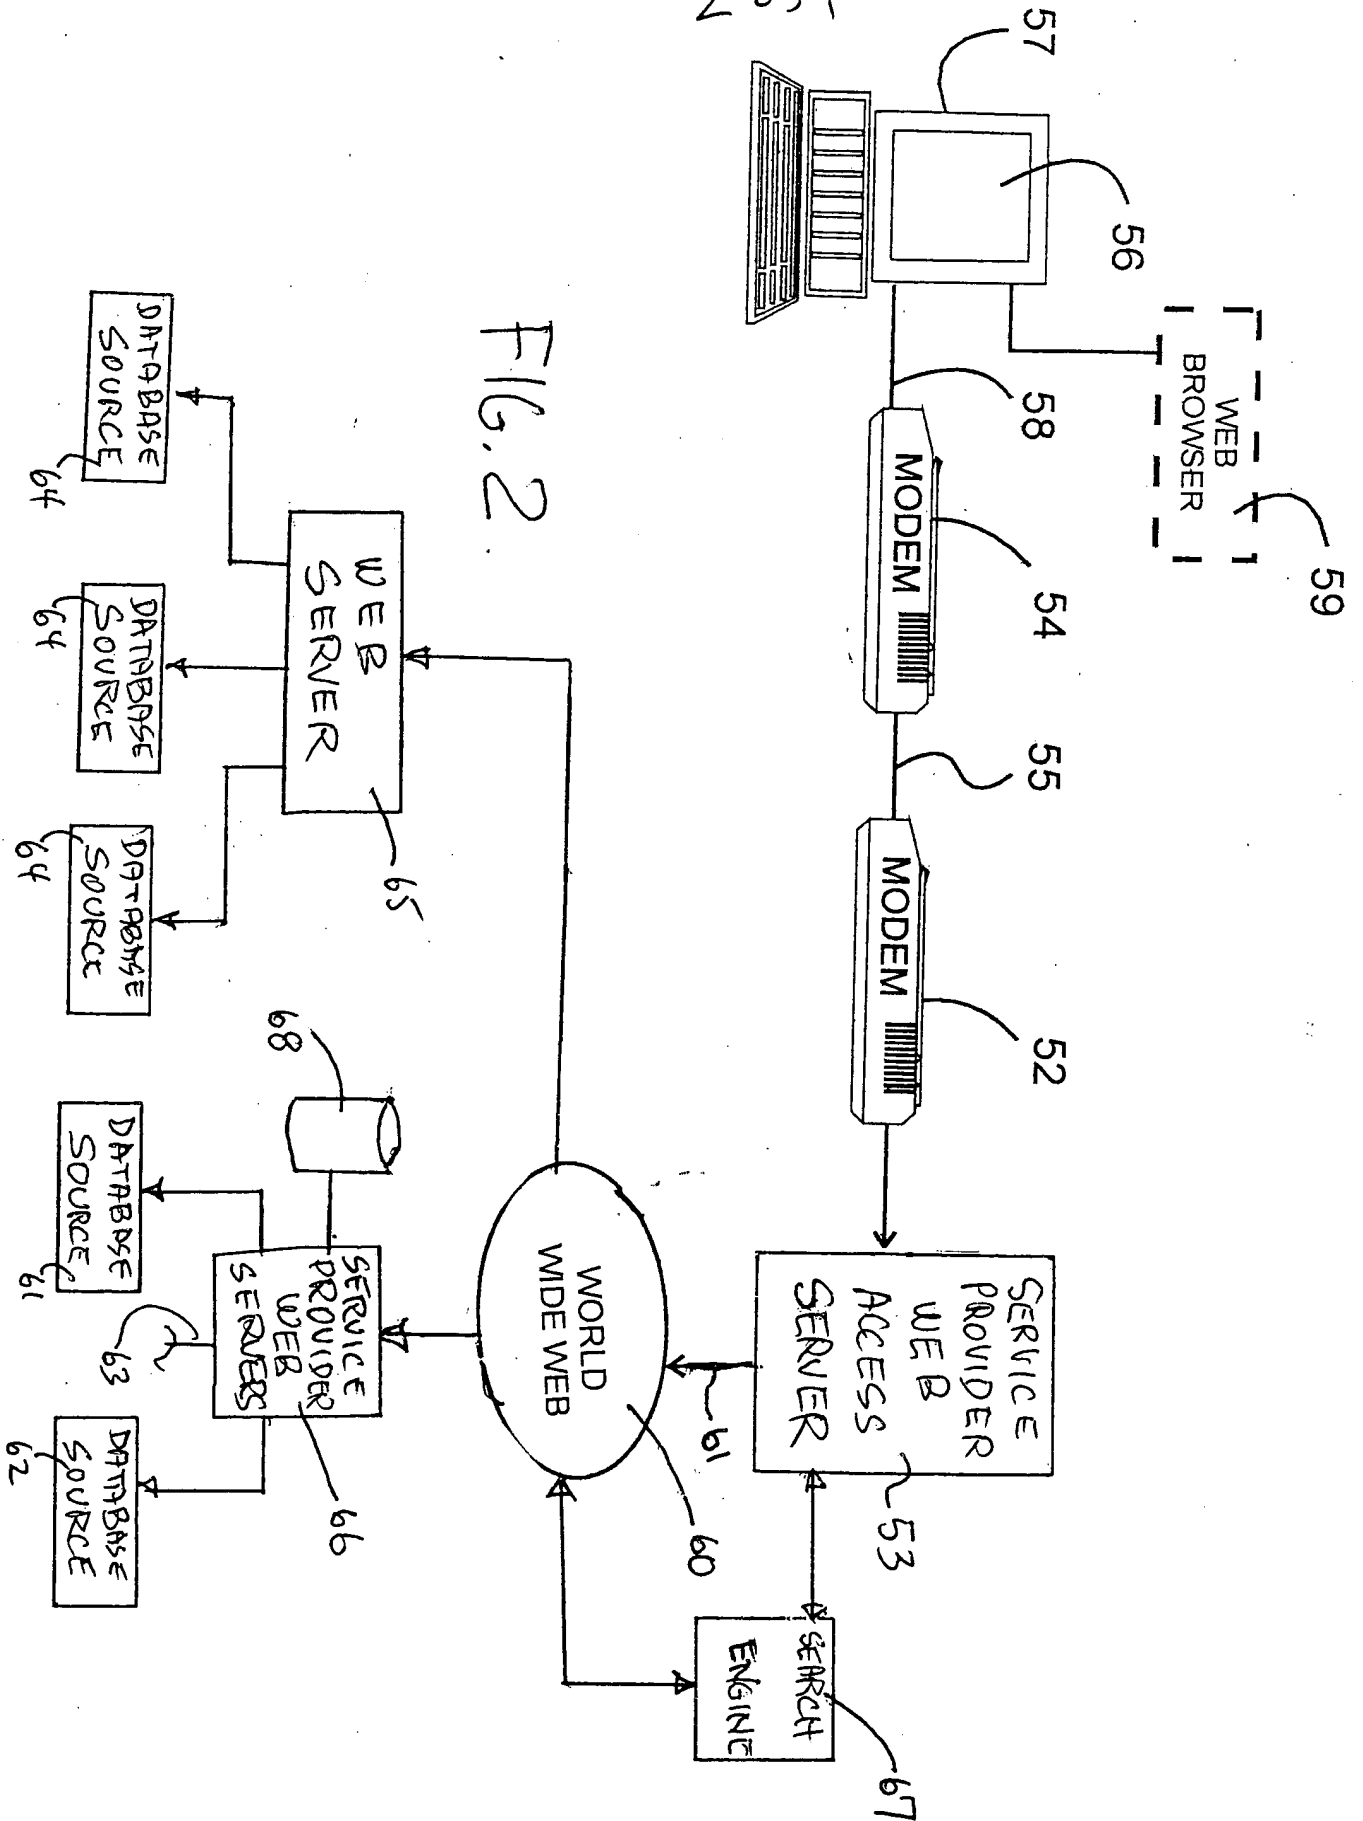 57
56
WEB
BROWSER
59
58
MODEM
54
55
MODEM
52
SERVICE
PROVIDER
WEB
ACCESS
SERVER
53
61
SEARCH
ENGINE
67
WORLD
WIDE WEB
60
FIG. 2
WEB
SERVER
65
DATABASE
SOURCE
64
DATABASE
SOURCE
64
DATABASE
SOURCE
64
68
SERVICE
PROVIDER
WEB
SERVERS
66
63
DATABASE
SOURCE
61
DATABASE
SOURCE
62